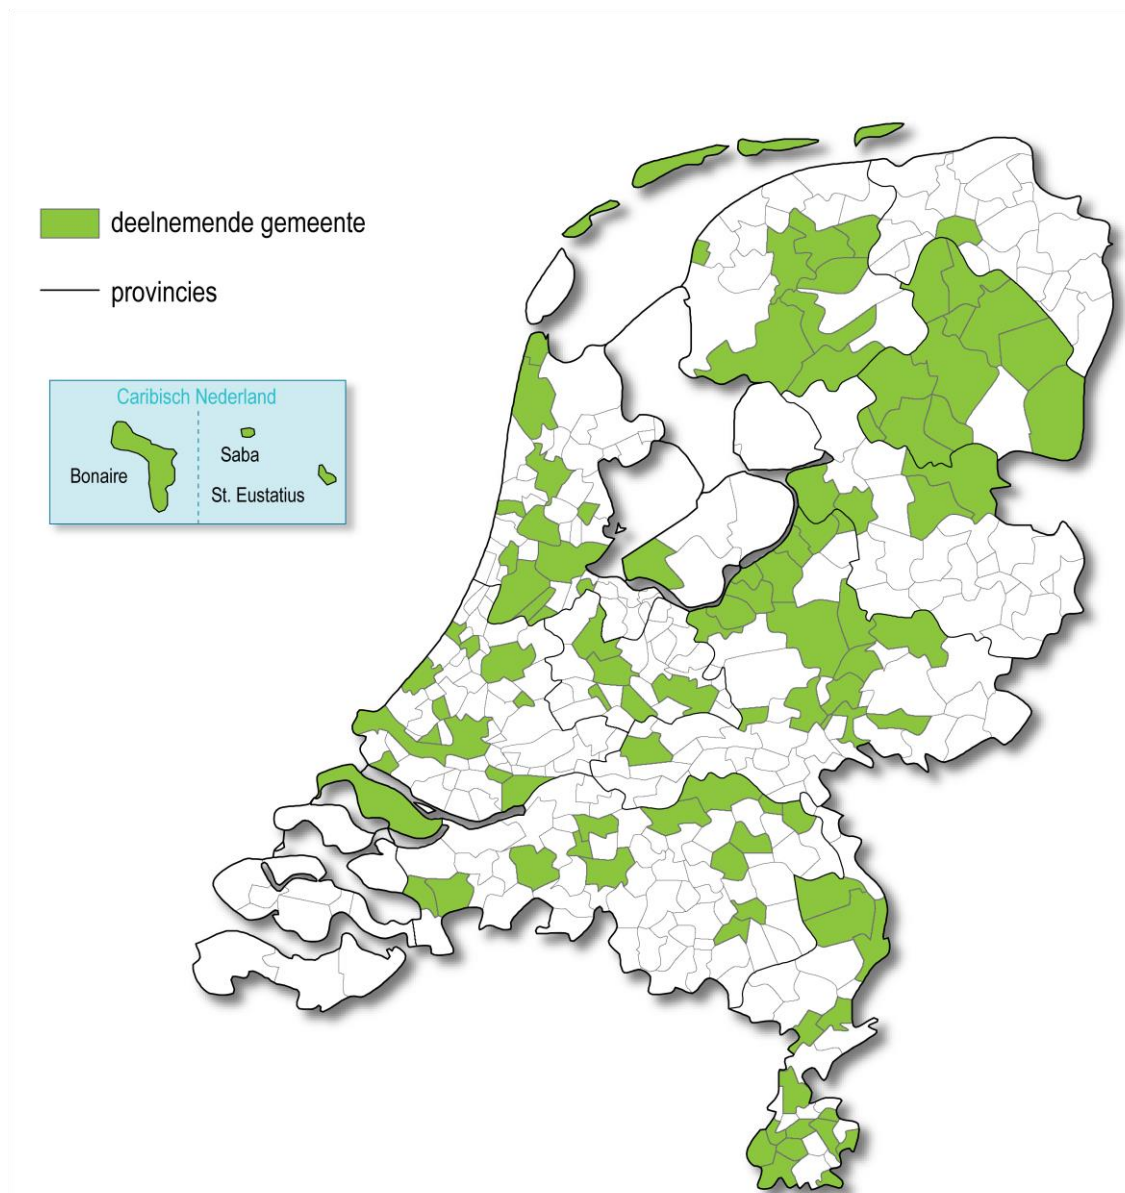 deelnemende gemeente
provincies
Caribisch Nederland
Bonaire
Saba
St. Eustatius